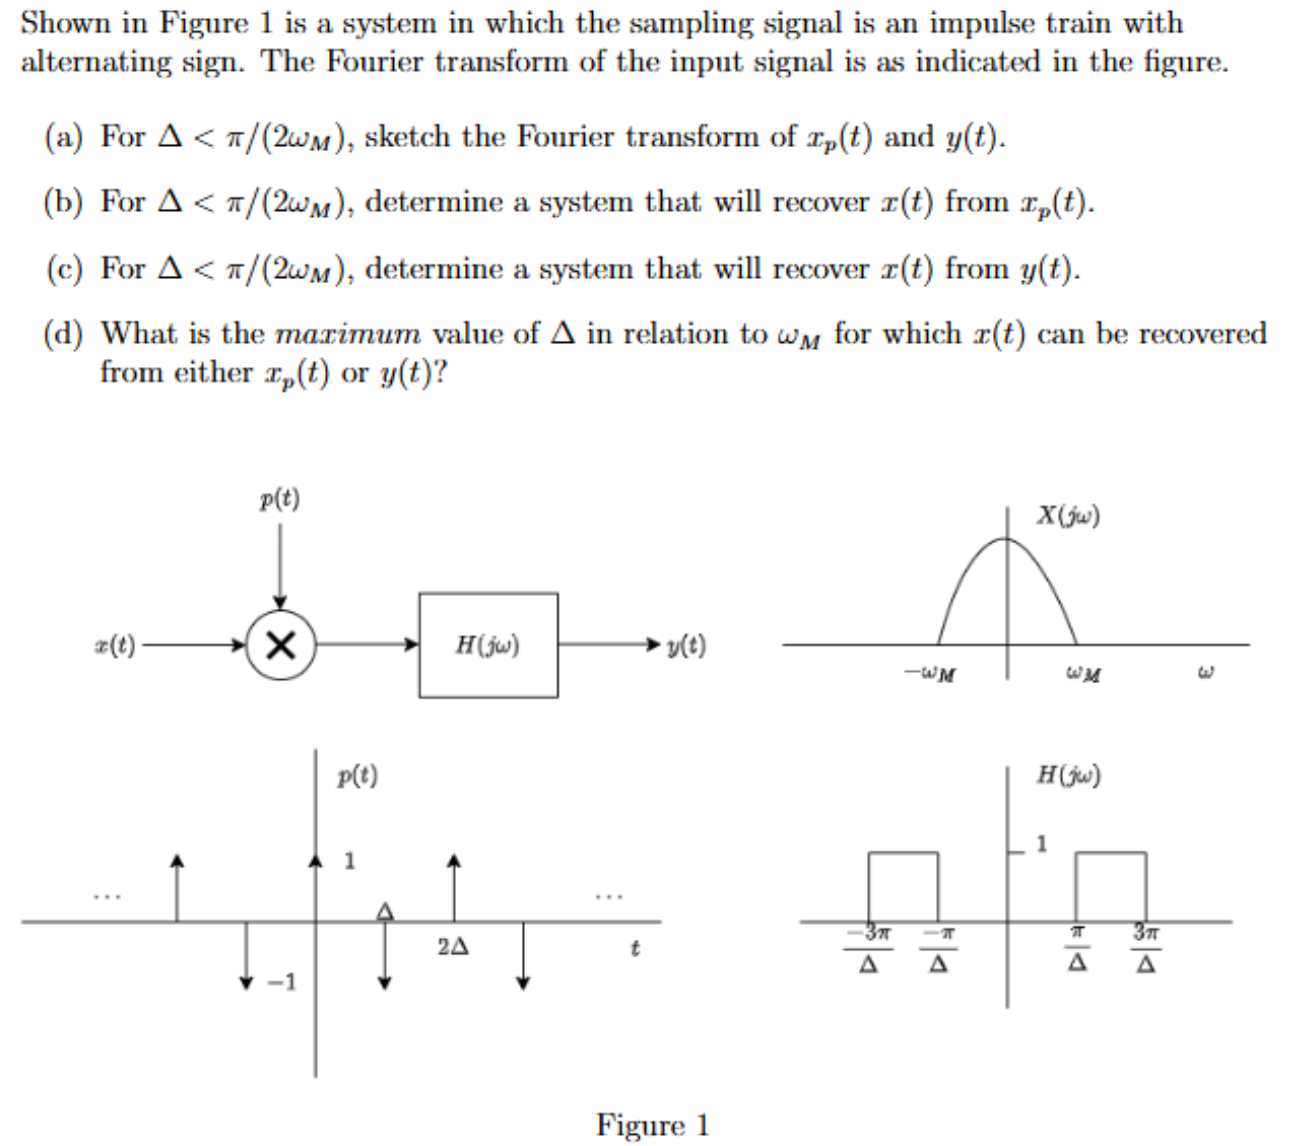 Shown in Figure 1 is a system in which the sampling signal is an impulse train with
alternating sign. The Fourier transform of the input signal is as indicated in the figure.
(a) For Δ < π/(2ω_M), sketch the Fourier transform of x_p(t) and y(t).
(b) For Δ < π/(2ω_M), determine a system that will recover x(t) from x_p(t).
(c) For Δ < π/(2ω_M), determine a system that will recover x(t) from y(t).
(d) What is the maximum value of Δ in relation to ω_M for which x(t) can be recovered
from either x_p(t) or y(t)?
p(t)
x(t)
×
H(jω)
y(t)
X(jω)
−ω_M
ω_M
ω
p(t)
1
...
...
Δ
2Δ
t
−1
H(jω)
1
−3π/Δ
−π/Δ
π/Δ
3π/Δ
Figure 1